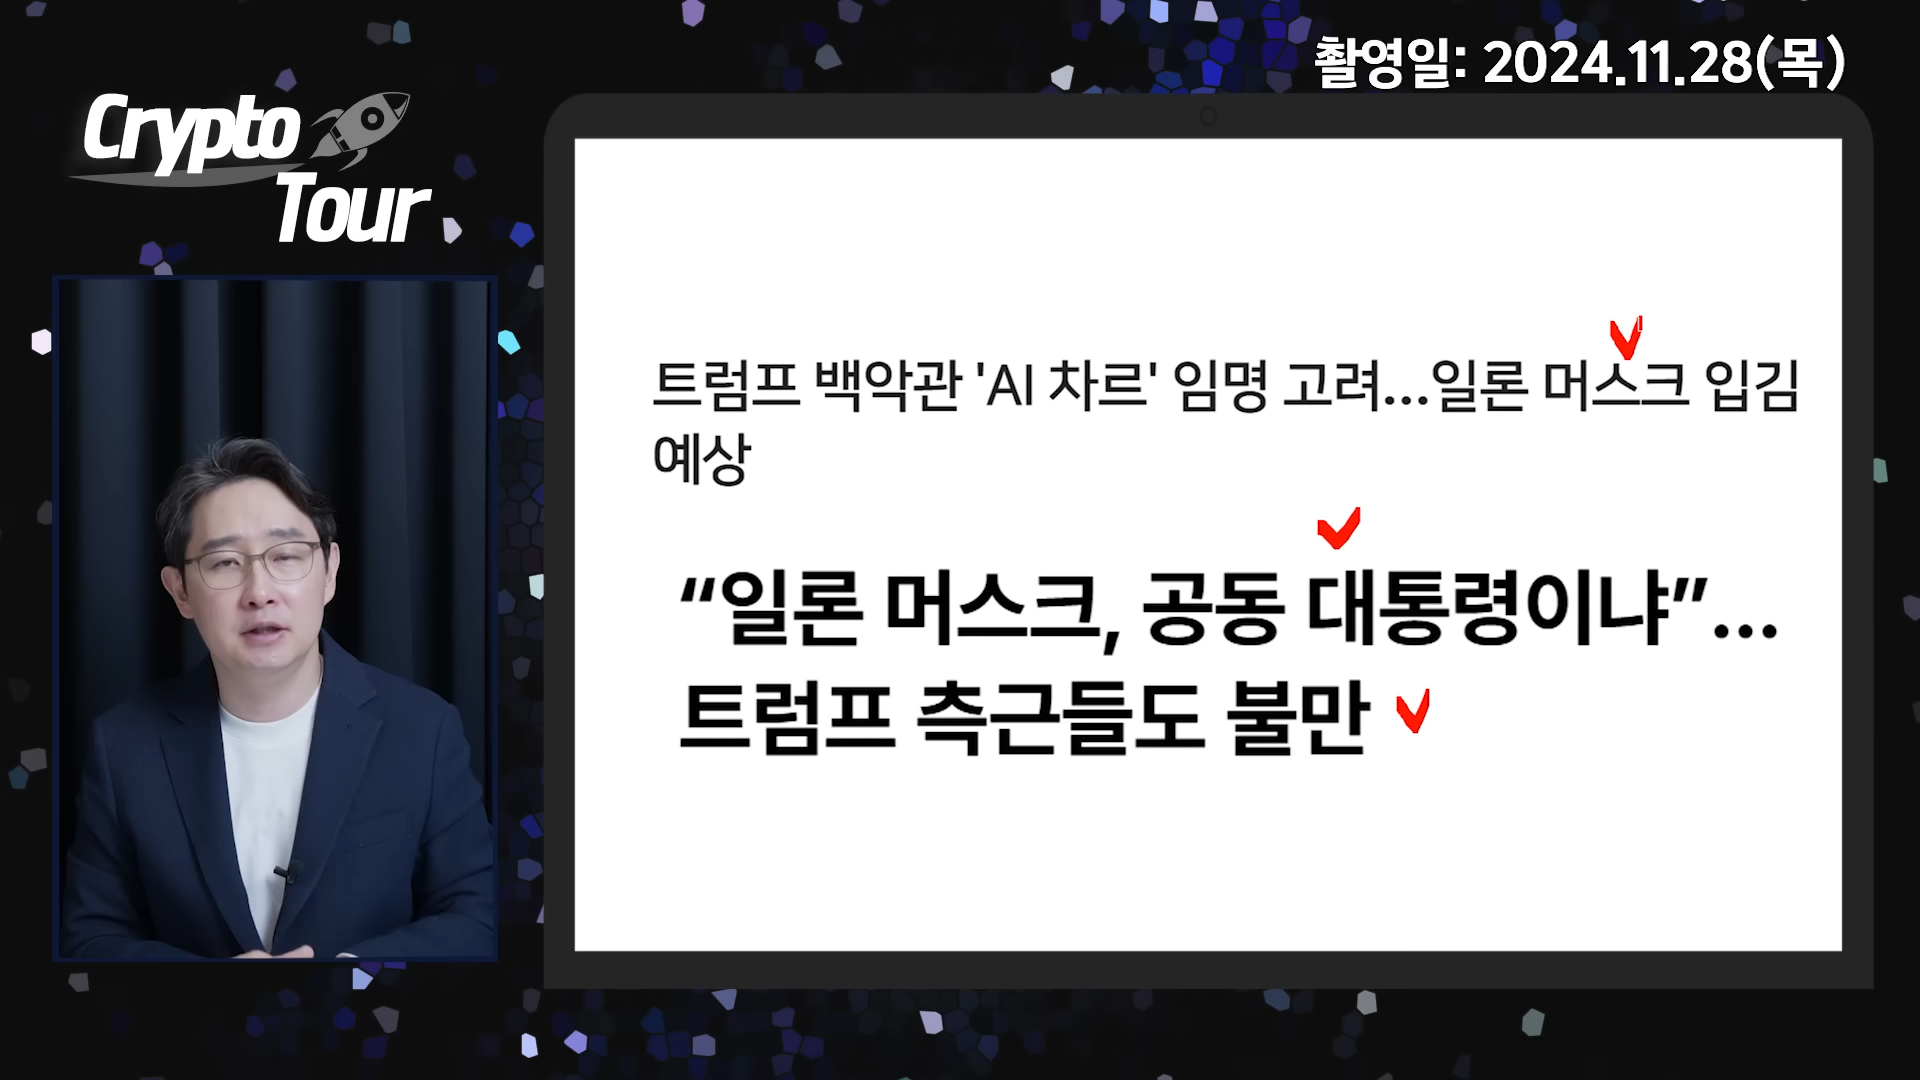 촬영일: 2024.11.28(목)
Crypto
Tour
트럼프 백악관 'AI 차르' 임명 고려...일론 머스크 입김
예상
“일론 머스크, 공동 대통령이냐”...
트럼프 측근들도 불만